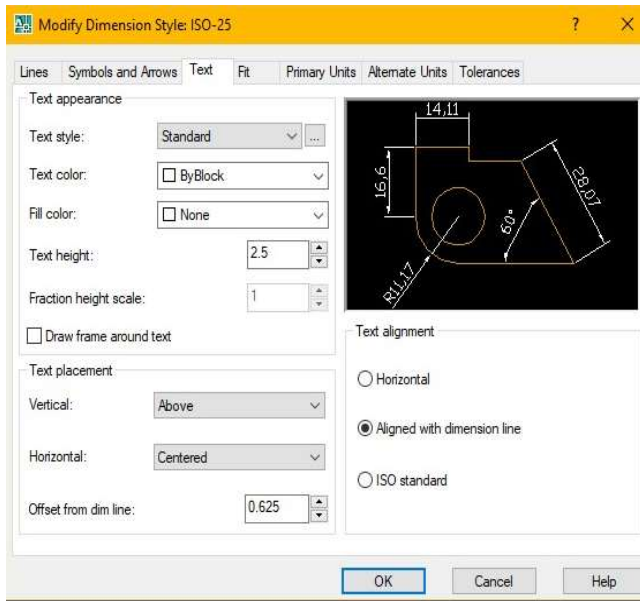 Modify Dimension Style: ISO-25
Lines Symbols and Arrows Text Fit Primary Units Alternate Units Tolerances
Text appearance
Text style: Standard ...
Text color: ByBlock
Fill color: None
Text height: 2.5
Fraction height scale: 1
Draw frame around text
Text placement
Vertical: Above
Horizontal: Centered
Offset from dim line: 0.625
14,11
16,6
28,07
60°
R11,17
Text alignment
Horizontal
Aligned with dimension line
ISO standard
OK Cancel Help